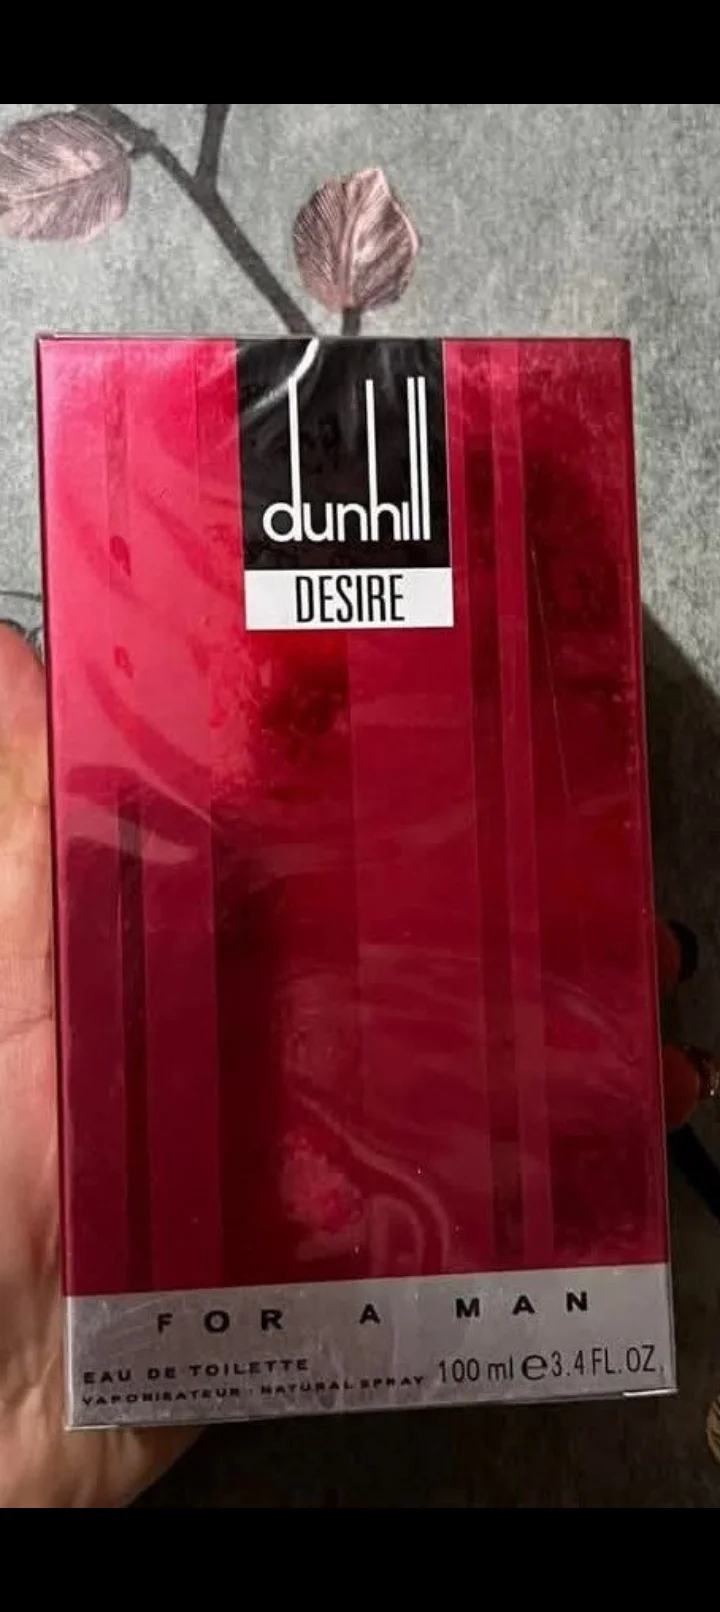 dunhill
DESIRE
FOR A MAN
EAU DE TOILETTE
VAPORISATEUR · NATURAL SPRAY 100 ml ℮ 3.4 FL.OZ.